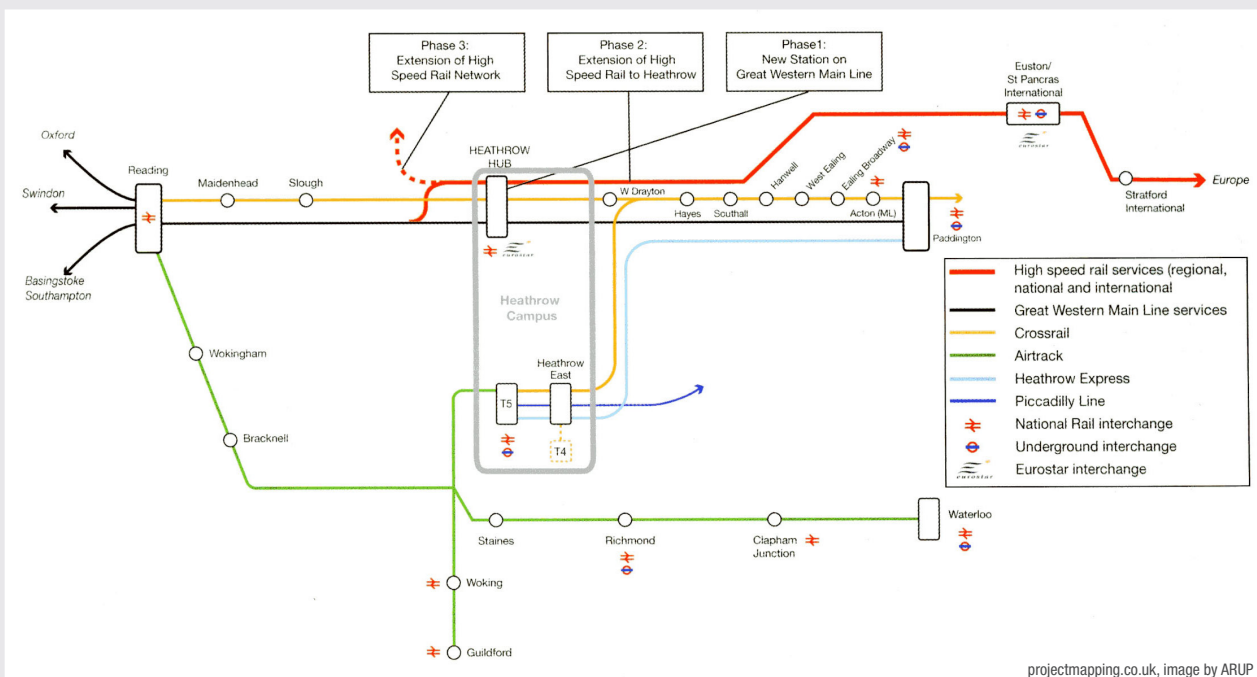 Phase 3:
Extension of High
Speed Rail Network
Phase 2:
Extension of High
Speed Rail to Heathrow
Phase1:
New Station on
Great Western Main Line
Euston/
St Pancras
International
eurostar
Oxford
Swindon
Basingstoke
Southampton
Reading
Maidenhead
Slough
HEATHROW
HUB
eurostar
W Drayton
Hayes
Southall
Hanwell
West Ealing
Ealing Broadway
Acton (ML)
Paddington
Stratford
International
Europe
Heathrow
Campus
Heathrow
East
T5
T4
Wokingham
Bracknell
Staines
Richmond
Clapham
Junction
Waterloo
Woking
Guildford
High speed rail services (regional,
national and international
Great Western Main Line services
Crossrail
Airtrack
Heathrow Express
Piccadilly Line
National Rail interchange
Underground interchange
eurostar
Eurostar interchange
projectmapping.co.uk, image by ARUP